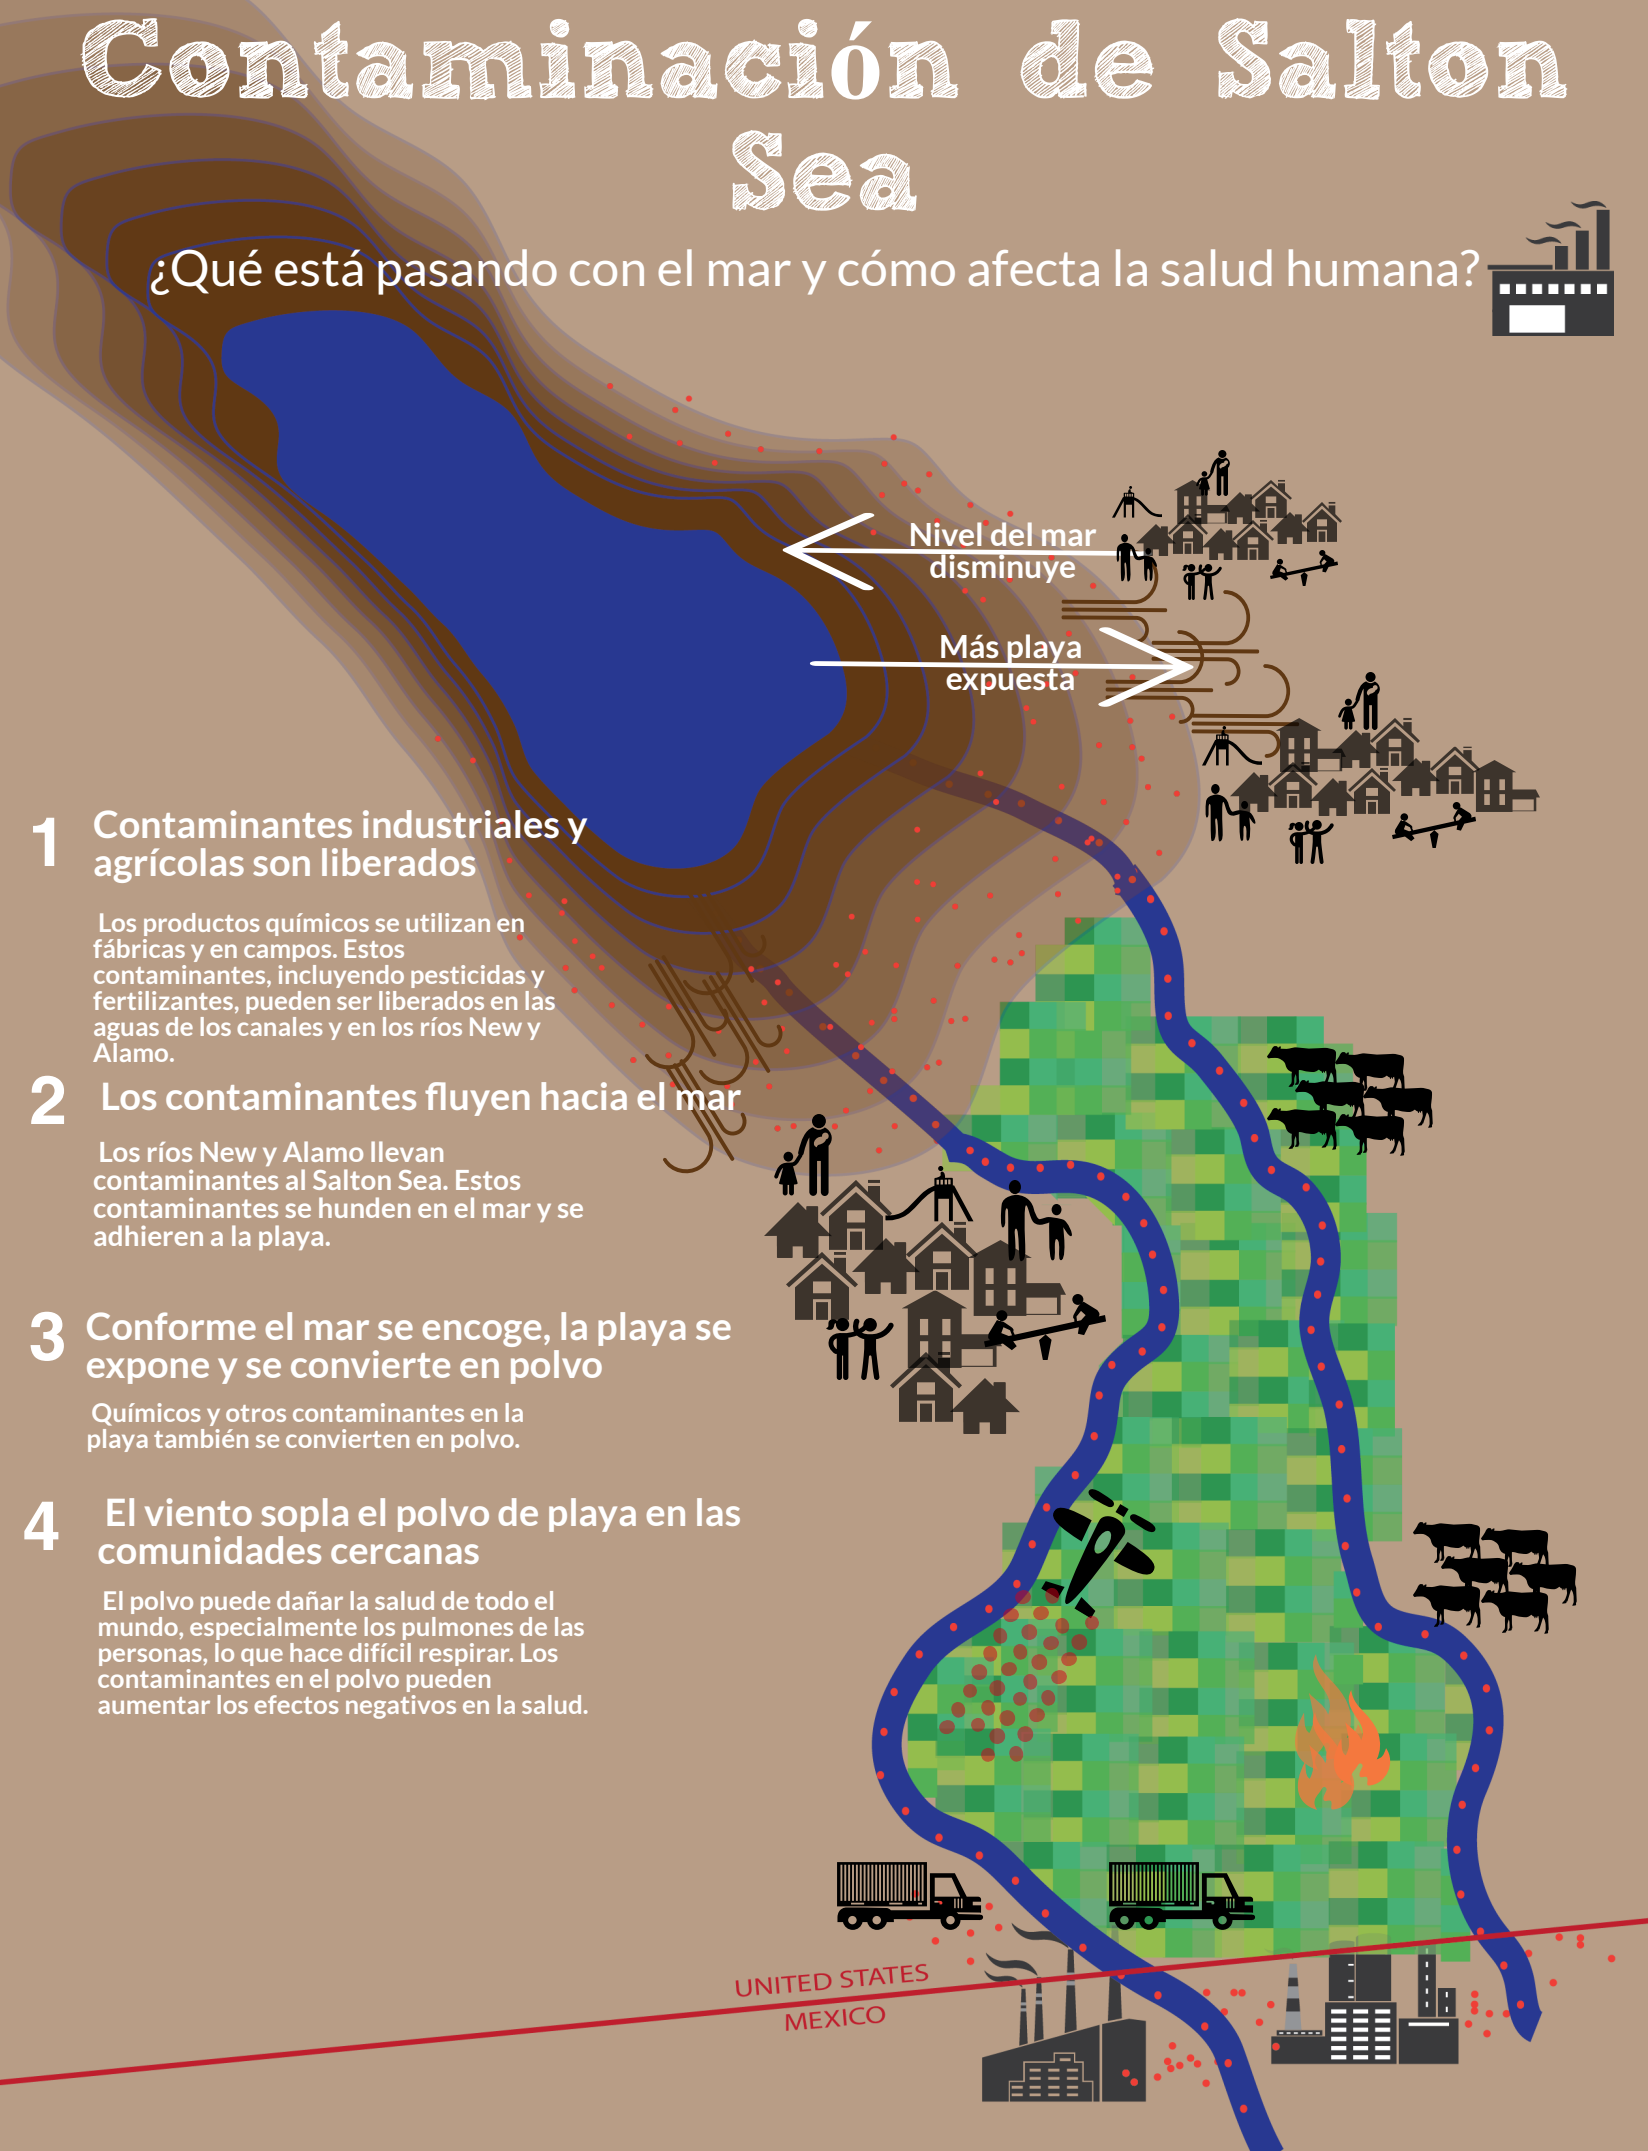 Contaminación de Salton
Sea
¿Qué está pasando con el mar y cómo afecta la salud humana?
Nivel del mar
disminuye
Más playa
expuesta
1 Contaminantes industriales y
agrícolas son liberados
Los productos químicos se utilizan en
fábricas y en campos. Estos
contaminantes, incluyendo pesticidas y
fertilizantes, pueden ser liberados en las
aguas de los canales y en los ríos New y
Alamo.
2 Los contaminantes fluyen hacia el mar
Los ríos New y Alamo llevan
contaminantes al Salton Sea. Estos
contaminantes se hunden en el mar y se
adhieren a la playa.
3 Conforme el mar se encoge, la playa se
expone y se convierte en polvo
Químicos y otros contaminantes en la
playa también se convierten en polvo.
4 El viento sopla el polvo de playa en las
comunidades cercanas
El polvo puede dañar la salud de todo el
mundo, especialmente los pulmones de las
personas, lo que hace difícil respirar. Los
contaminantes en el polvo pueden
aumentar los efectos negativos en la salud.
UNITED STATES
MEXICO